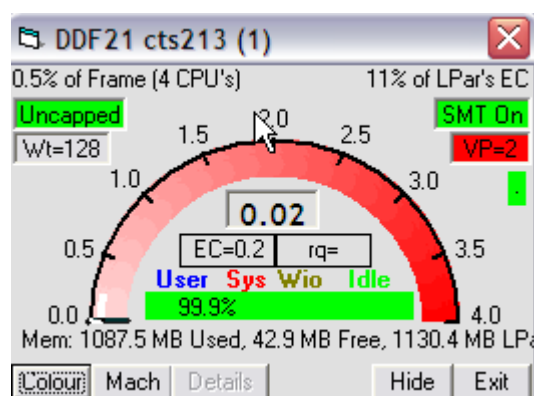 DDF21 cts213 (1)
0.5% of Frame (4 CPU's) 11% of LPar's EC
Uncapped SMT On
Wt=128 VP=2
0.0 0.5 1.0 1.5 2.0 2.5 3.0 3.5 4.0
0.02
EC=0.2 rq=
User Sys Wio Idle
99.9%
Mem: 1087.5 MB Used, 42.9 MB Free, 1130.4 MB LPa
Colour Mach Details Hide Exit